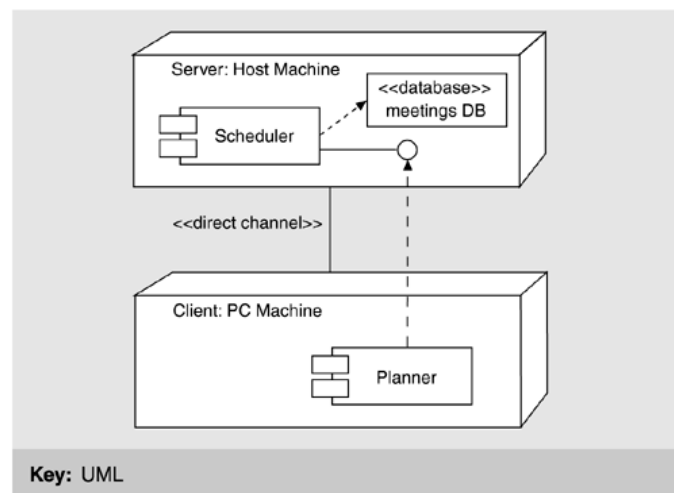 Server: Host Machine
<<database>>
meetings DB
Scheduler
<<direct channel>>
Client: PC Machine
Planner
Key: UML